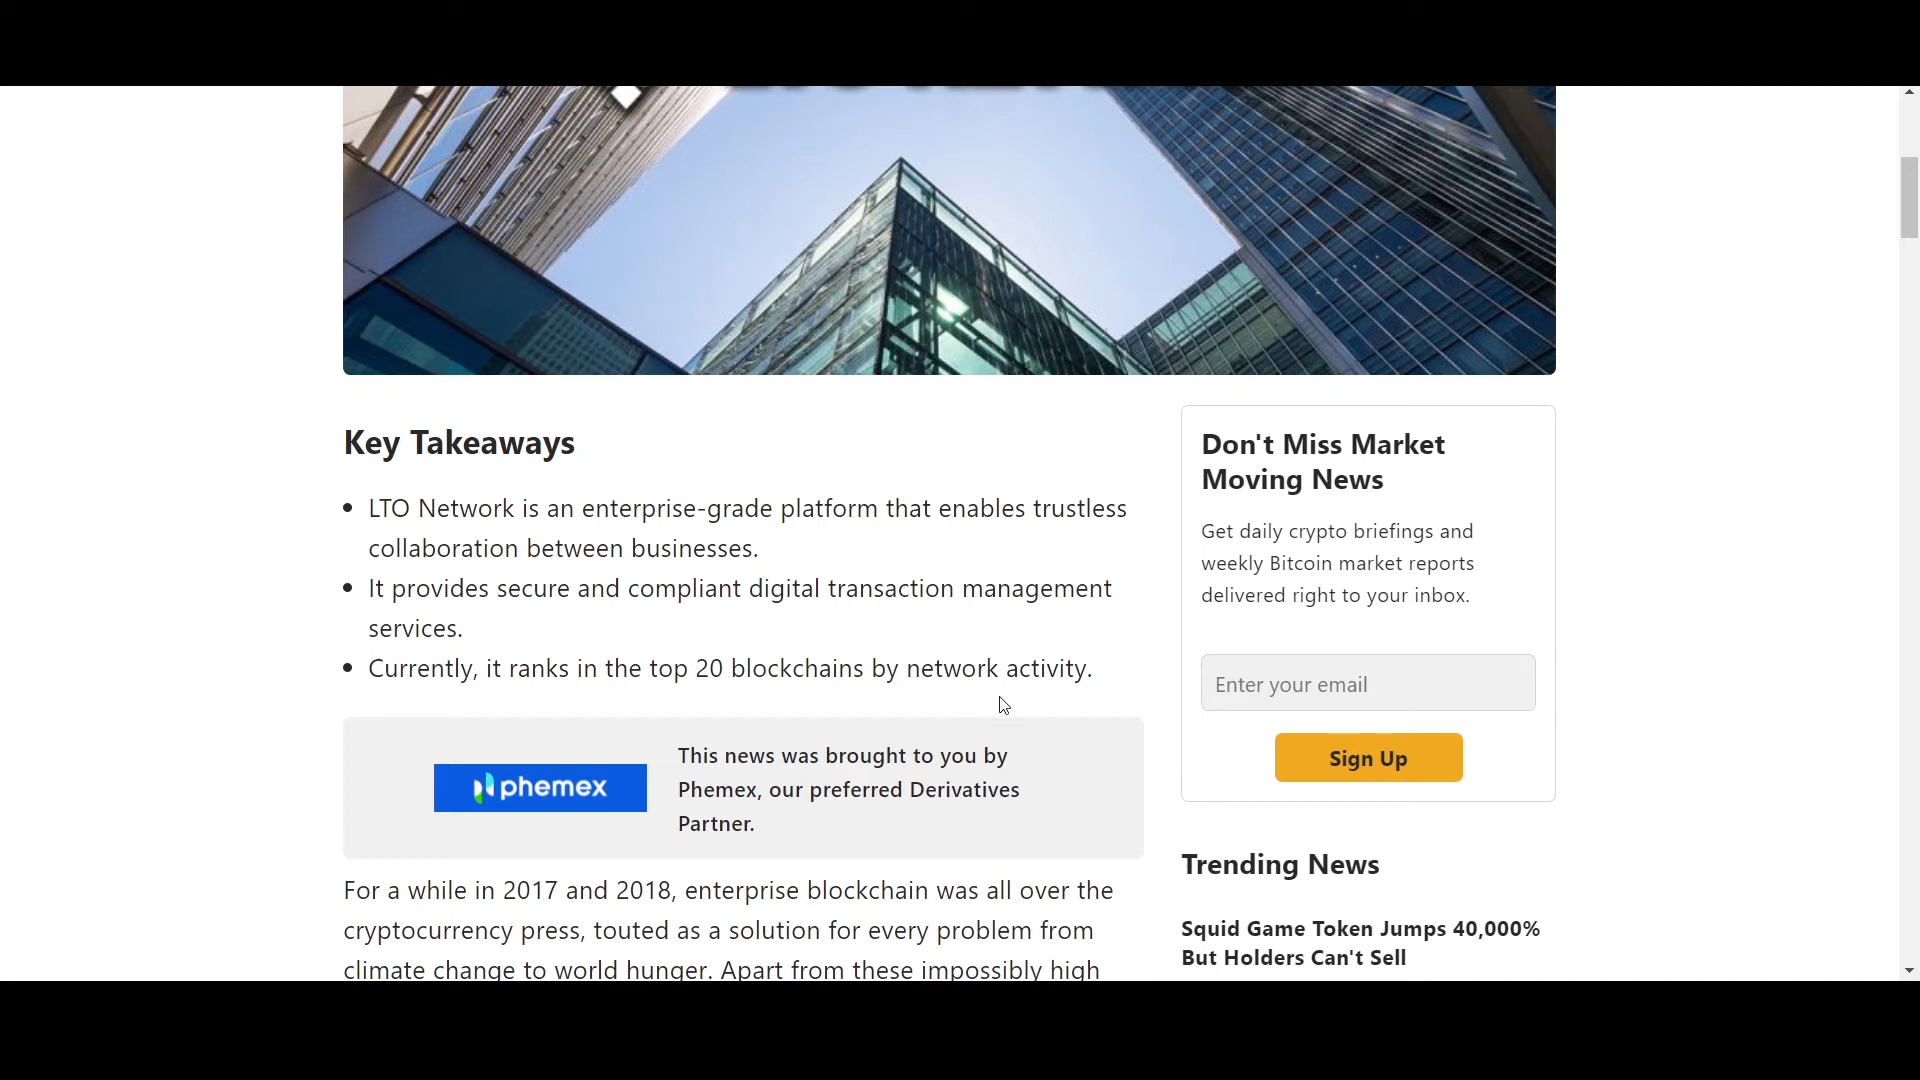 Key Takeaways
• LTO Network is an enterprise-grade platform that enables trustless
collaboration between businesses.
• It provides secure and compliant digital transaction management
services.
• Currently, it ranks in the top 20 blockchains by network activity.
phemex
This news was brought to you by
Phemex, our preferred Derivatives
Partner.
For a while in 2017 and 2018, enterprise blockchain was all over the
cryptocurrency press, touted as a solution for every problem from
climate change to world hunger. Apart from these impossibly high
Don't Miss Market
Moving News
Get daily crypto briefings and
weekly Bitcoin market reports
delivered right to your inbox.
Enter your email
Sign Up
Trending News
Squid Game Token Jumps 40,000%
But Holders Can't Sell